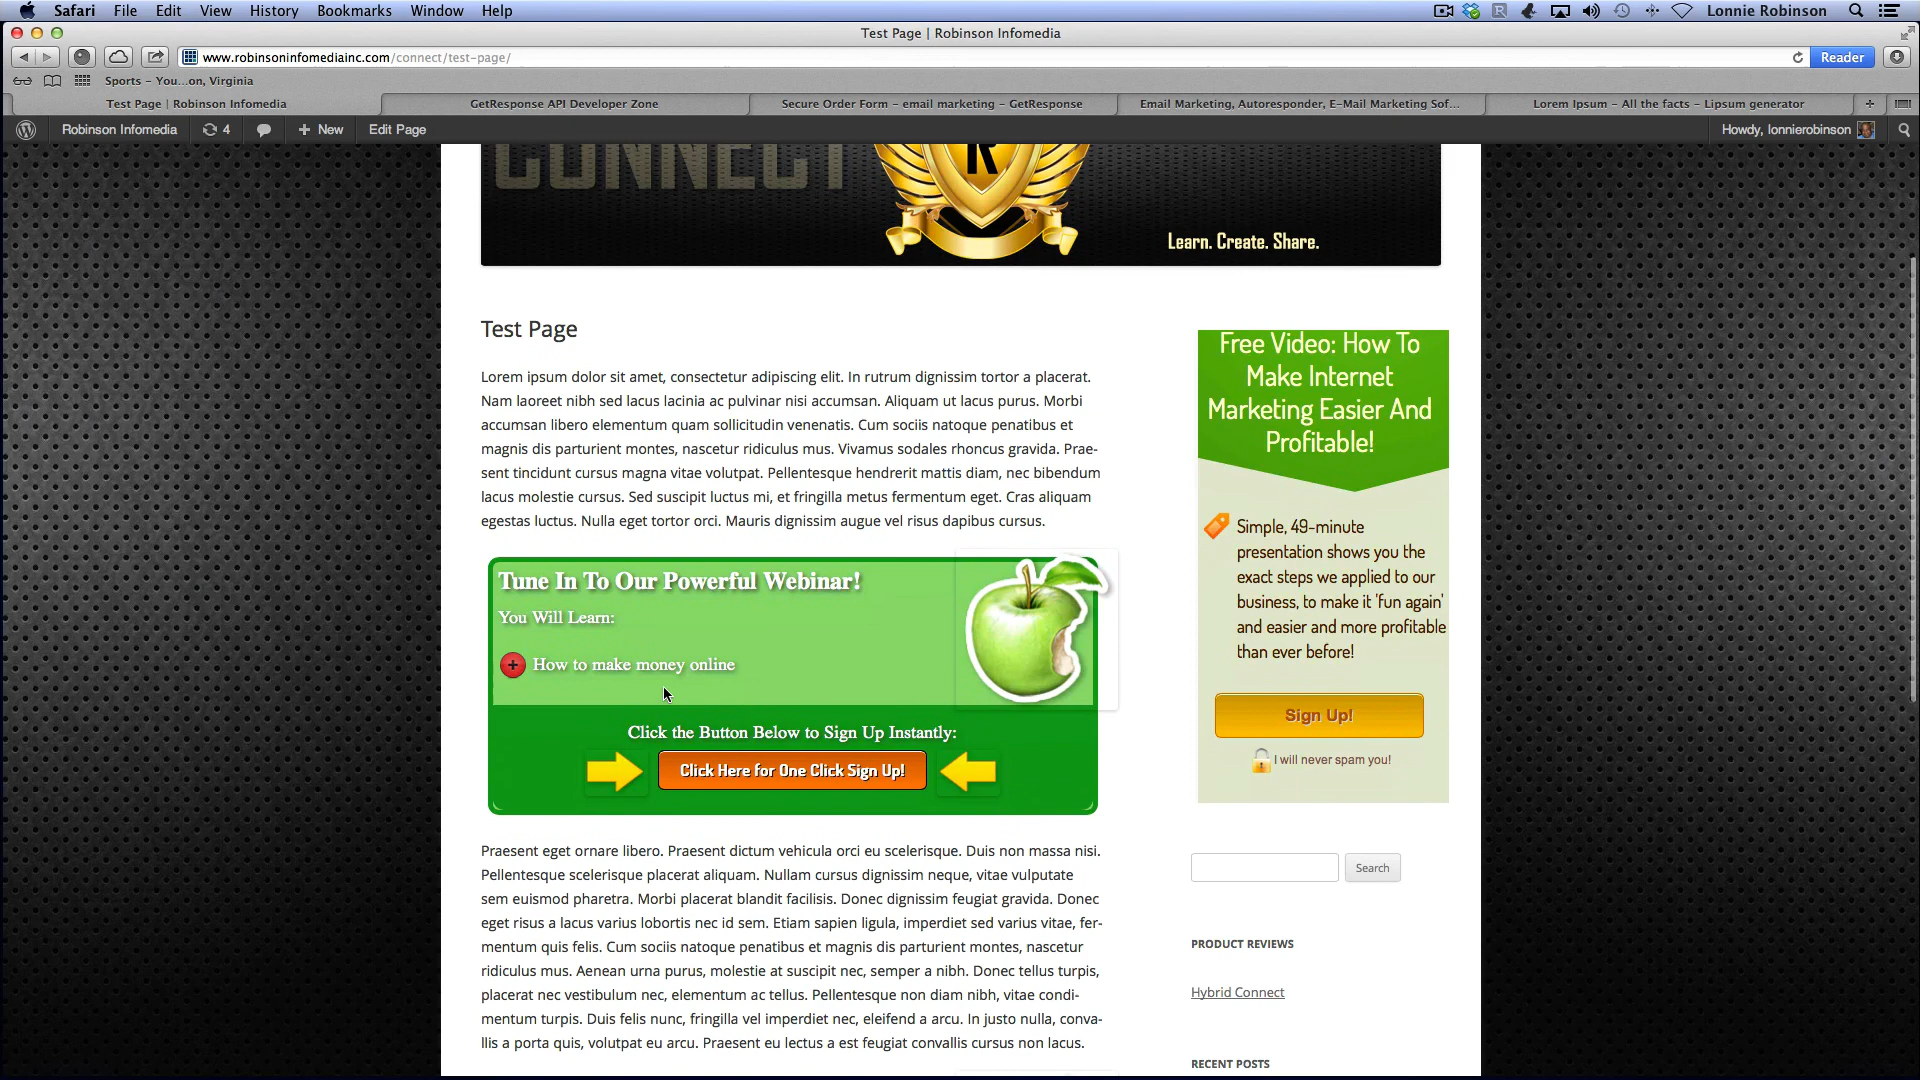 Safari File Edit View History Bookmarks Window Help Lonnie Robinson
Test Page | Robinson Infomedia
www.robinsoninfomediainc.com/connect/test-page/ Reader
Sports - You...on, Virginia
Test Page | Robinson Infomedia GetResponse API Developer Zone Secure Order Form - email marketing - GetResponse Email Marketing, Autoresponder, E-Mail Marketing Sof... Lorem Ipsum - All the facts - Lipsum generator
Robinson Infomedia 4 + New Edit Page Howdy, lonnierobinson
CONNECT
R
Learn. Create. Share.
Test Page
Lorem ipsum dolor sit amet, consectetur adipiscing elit. In rutrum dignissim tortor a placerat.
Nam laoreet nibh sed lacus lacinia ac pulvinar nisi accumsan. Aliquam ut lacus purus. Morbi
accumsan libero elementum quam sollicitudin venenatis. Cum sociis natoque penatibus et
magnis dis parturient montes, nascetur ridiculus mus. Vivamus sodales rhoncus gravida. Prae-
sent tincidunt cursus magna vitae volutpat. Pellentesque hendrerit mattis diam, nec bibendum
lacus molestie cursus. Sed suscipit luctus mi, et fringilla metus fermentum eget. Cras aliquam
egestas luctus. Nulla eget tortor orci. Mauris dignissim augue vel risus dapibus cursus.
Tune In To Our Powerful Webinar!
You Will Learn:
How to make money online
Click the Button Below to Sign Up Instantly:
Click Here for One Click Sign Up!
Praesent eget ornare libero. Praesent dictum vehicula orci eu scelerisque. Duis non massa nisi.
Pellentesque scelerisque placerat aliquam. Nullam cursus dignissim neque, vitae vulputate
sem euismod pharetra. Morbi placerat blandit facilisis. Donec dignissim feugiat gravida. Donec
eget risus a lacus varius lobortis nec id sem. Etiam sapien ligula, imperdiet sed varius vitae, fer-
mentum quis felis. Cum sociis natoque penatibus et magnis dis parturient montes, nascetur
ridiculus mus. Aenean urna purus, molestie at suscipit nec, semper a nibh. Donec tellus turpis,
placerat nec vestibulum nec, elementum ac tellus. Pellentesque non diam nibh, vitae condi-
mentum turpis. Duis felis nunc, fringilla vel imperdiet nec, eleifend a arcu. In justo nulla, conva-
llis a porta quis, volutpat eu arcu. Praesent eu lectus a est feugiat convallis cursus non lacus.
Free Video: How To
Make Internet
Marketing Easier And
Profitable!
Simple, 49-minute
presentation shows you the
exact steps we applied to our
business, to make it 'fun again'
and easier and more profitable
than ever before!
Sign Up!
I will never spam you!
Search
PRODUCT REVIEWS
Hybrid Connect
RECENT POSTS